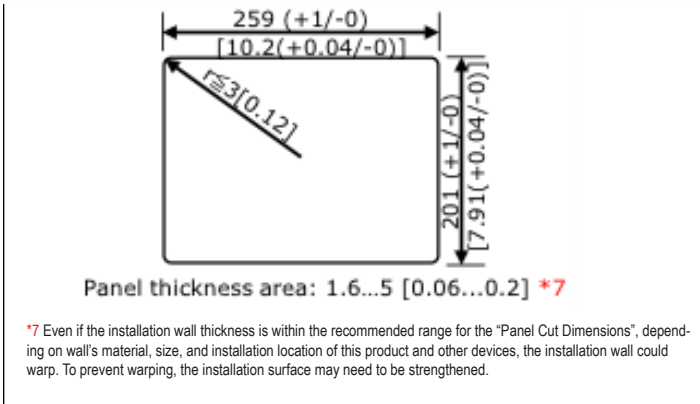 259 (+1/-0)
[10.2(+0.04/-0)]
r≦3[0.12]
201 (+1/-0)
[7.91(+0.04/-0)]
Panel thickness area: 1.6...5 [0.06...0.2] *7
*7 Even if the installation wall thickness is within the recommended range for the “Panel Cut Dimensions”, depend-
ing on wall’s material, size, and installation location of this product and other devices, the installation wall could
warp. To prevent warping, the installation surface may need to be strengthened.